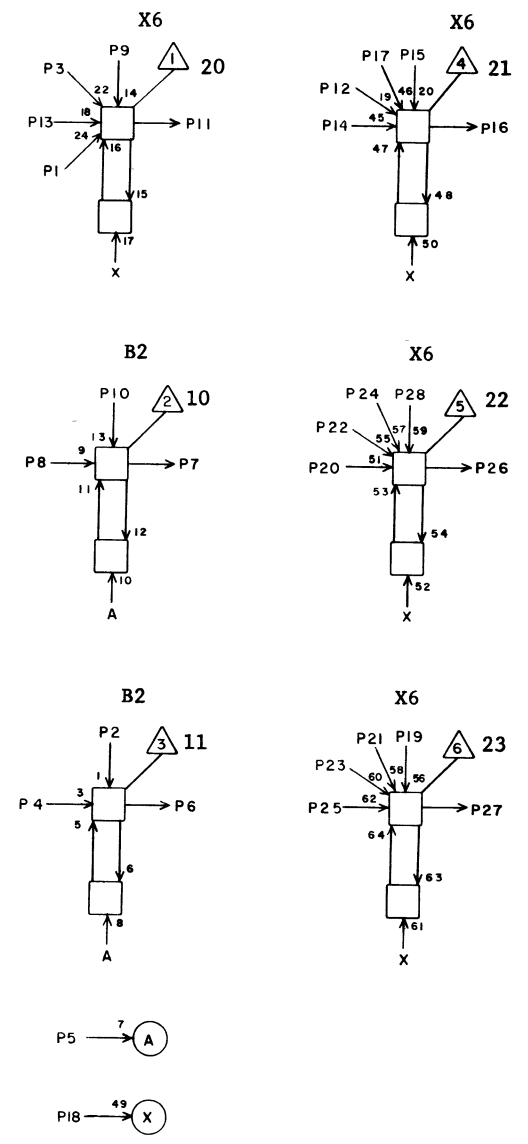 X6
P9
P3
1
20
22
14
P13
18
P11
24
16
P1
15
17
X
X6
P17
P15
4
21
P12
46
20
19
P14
45
P16
47
48
50
X
B2
P10
2
10
13
P8
9
P7
11
12
10
A
X6
P24
P28
5
22
P22
57
59
55
P20
51
P26
53
54
52
X
B2
P2
3
11
1
P4
3
P6
5
6
8
A
X6
P21
P19
6
23
P23
58
56
60
P25
62
P27
64
63
61
X
P5
7
A
P18
49
X